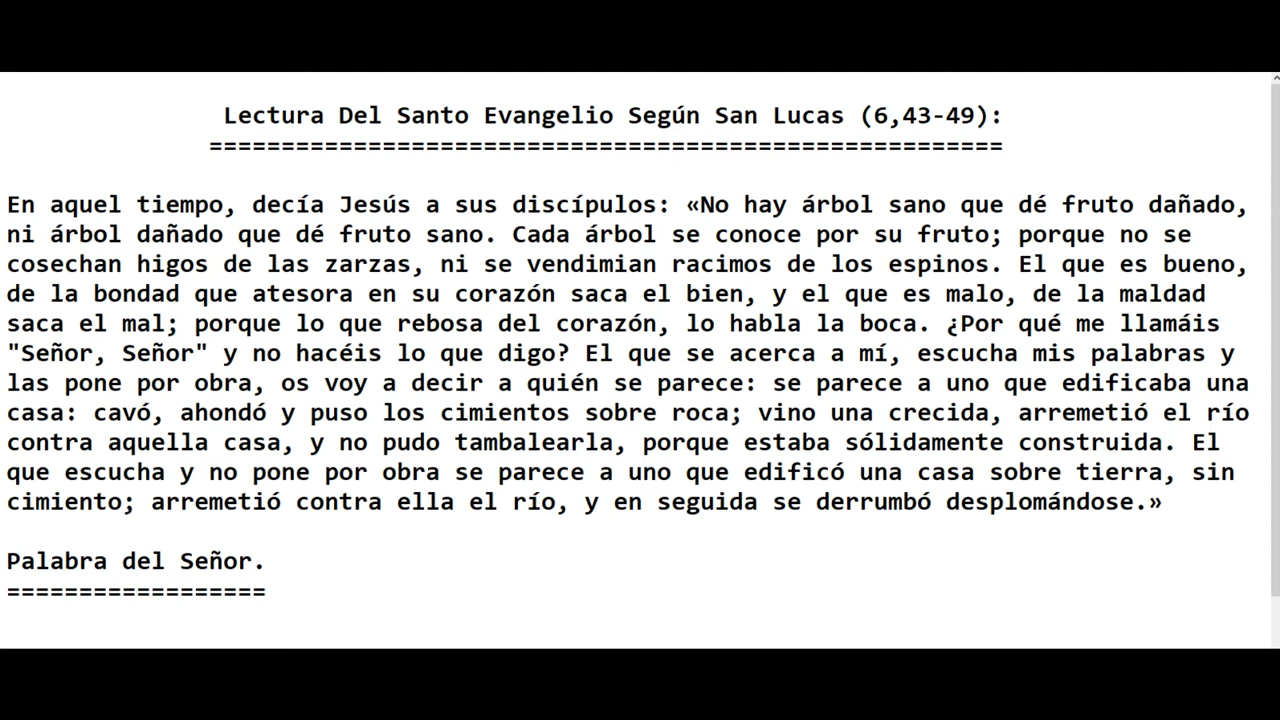 Lectura Del Santo Evangelio Según San Lucas (6,43-49):
=======================================================
En aquel tiempo, decía Jesús a sus discípulos: «No hay árbol sano que dé fruto dañado,
ni árbol dañado que dé fruto sano. Cada árbol se conoce por su fruto; porque no se
cosechan higos de las zarzas, ni se vendimian racimos de los espinos. El que es bueno,
de la bondad que atesora en su corazón saca el bien, y el que es malo, de la maldad
saca el mal; porque lo que rebosa del corazón, lo habla la boca. ¿Por qué me llamáis
"Señor, Señor" y no hacéis lo que digo? El que se acerca a mí, escucha mis palabras y
las pone por obra, os voy a decir a quién se parece: se parece a uno que edificaba una
casa: cavó, ahondó y puso los cimientos sobre roca; vino una crecida, arremetió el río
contra aquella casa, y no pudo tambalearla, porque estaba sólidamente construida. El
que escucha y no pone por obra se parece a uno que edificó una casa sobre tierra, sin
cimiento; arremetió contra ella el río, y en seguida se derrumbó desplomándose.»
Palabra del Señor.
==================